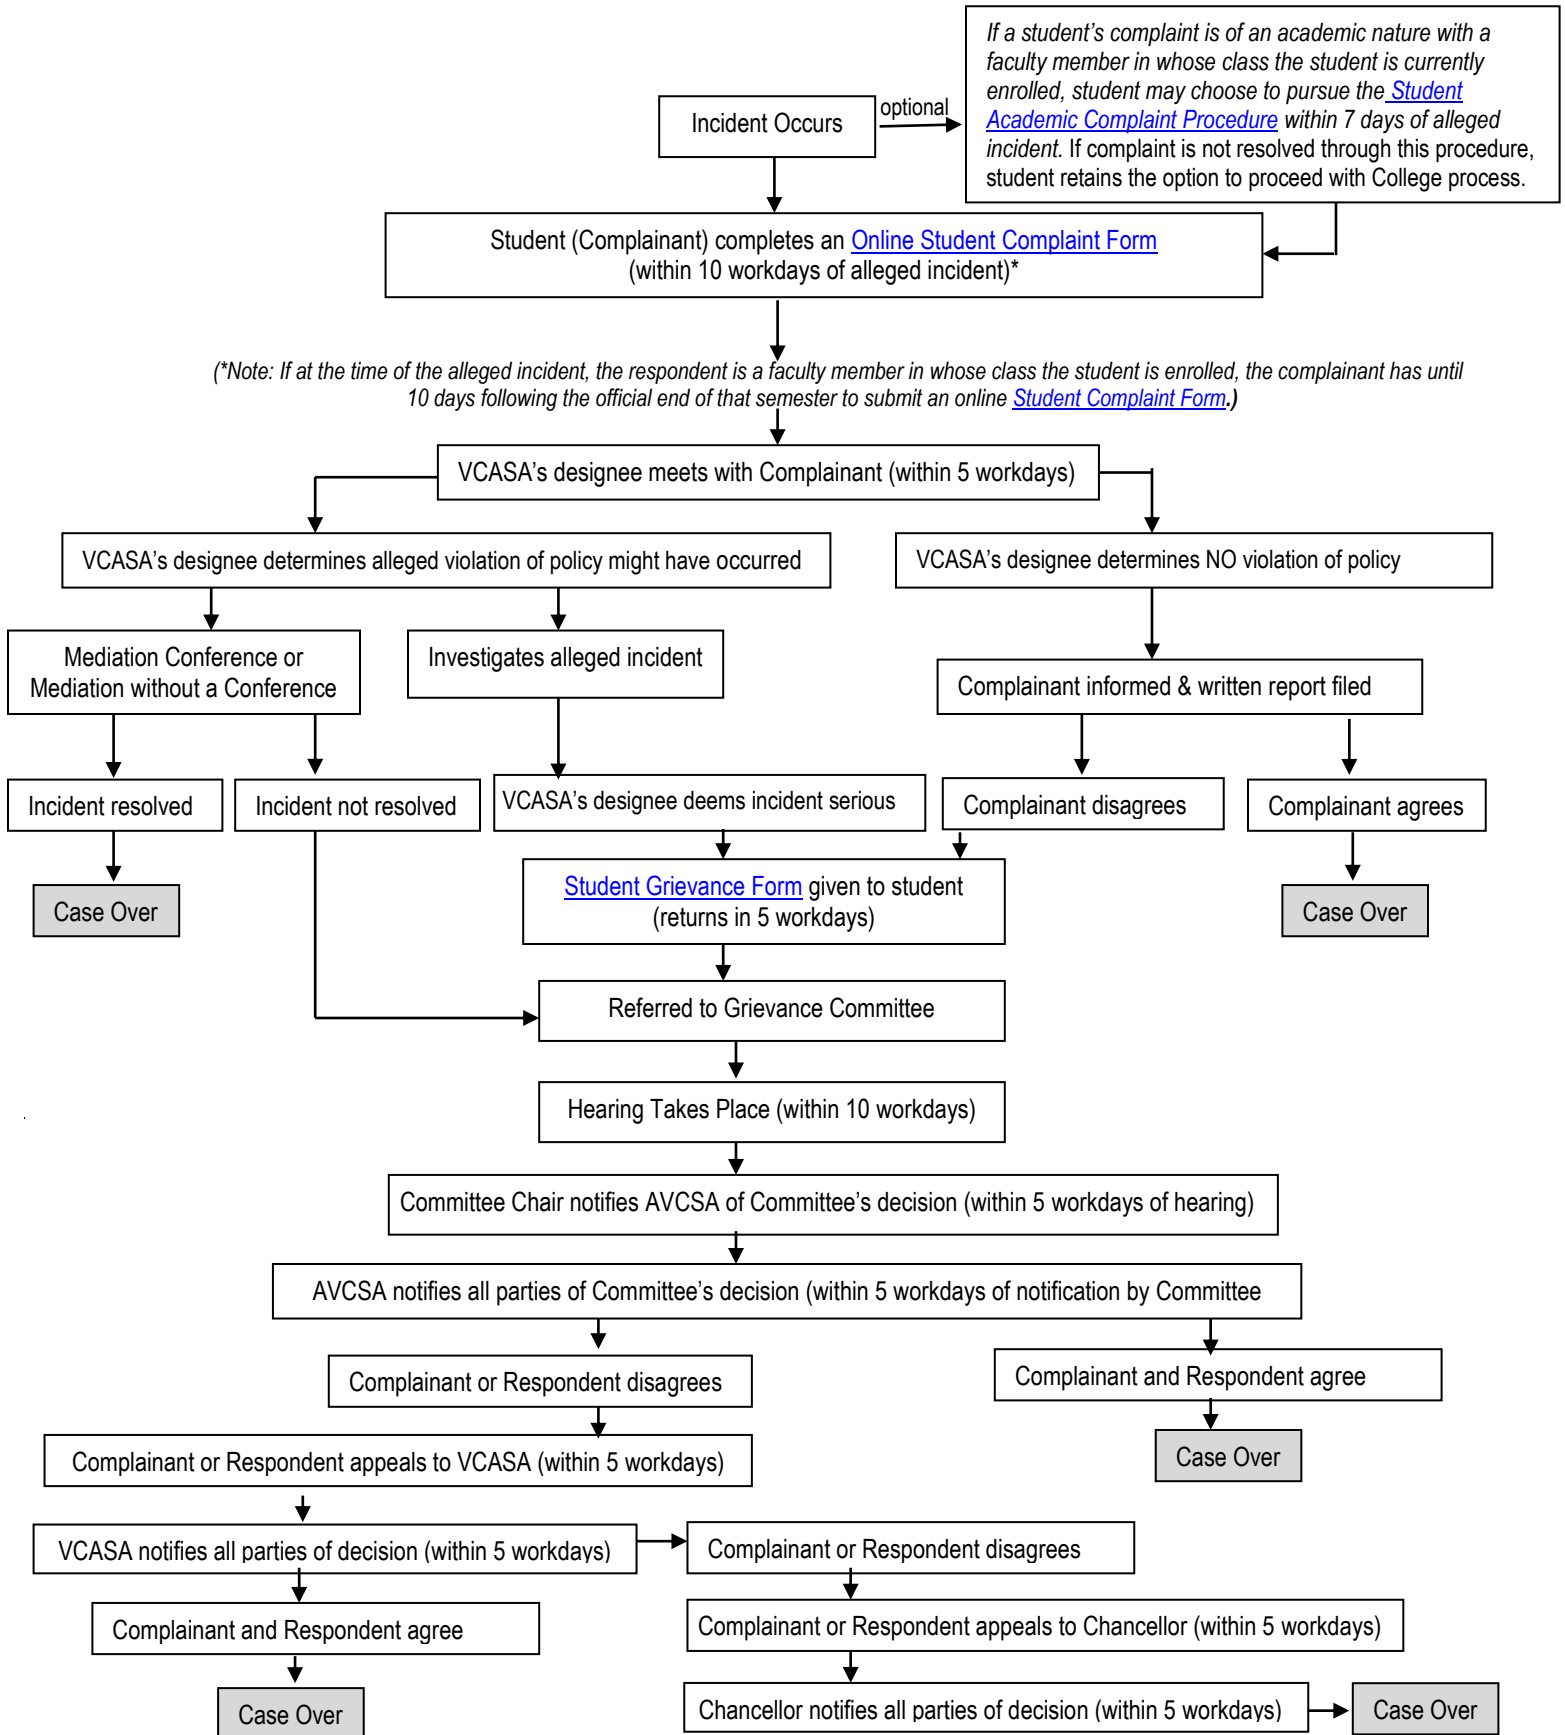 If a student's complaint is of an academic nature with a
faculty member in whose class the student is currently
enrolled, student may choose to pursue the Student
Academic Complaint Procedure within 7 days of alleged
incident. If complaint is not resolved through this procedure,
student retains the option to proceed with College process.
Incident Occurs
optional
Student (Complainant) completes an Online Student Complaint Form
(within 10 workdays of alleged incident)*
(*Note: If at the time of the alleged incident, the respondent is a faculty member in whose class the student is enrolled, the complainant has until
10 days following the official end of that semester to submit an online Student Complaint Form.)
VCASA's designee meets with Complainant (within 5 workdays)
VCASA's designee determines alleged violation of policy might have occurred
VCASA's designee determines NO violation of policy
Mediation Conference or
Mediation without a Conference
Investigates alleged incident
Complainant informed & written report filed
Incident resolved
Incident not resolved
VCASA's designee deems incident serious
Complainant disagrees
Complainant agrees
Case Over
Student Grievance Form given to student
(returns in 5 workdays)
Case Over
Referred to Grievance Committee
Hearing Takes Place (within 10 workdays)
Committee Chair notifies AVCSA of Committee's decision (within 5 workdays of hearing)
AVCSA notifies all parties of Committee's decision (within 5 workdays of notification by Committee
Complainant or Respondent disagrees
Complainant and Respondent agree
Complainant or Respondent appeals to VCASA (within 5 workdays)
Case Over
VCASA notifies all parties of decision (within 5 workdays)
Complainant or Respondent disagrees
Complainant and Respondent agree
Complainant or Respondent appeals to Chancellor (within 5 workdays)
Case Over
Chancellor notifies all parties of decision (within 5 workdays)
Case Over